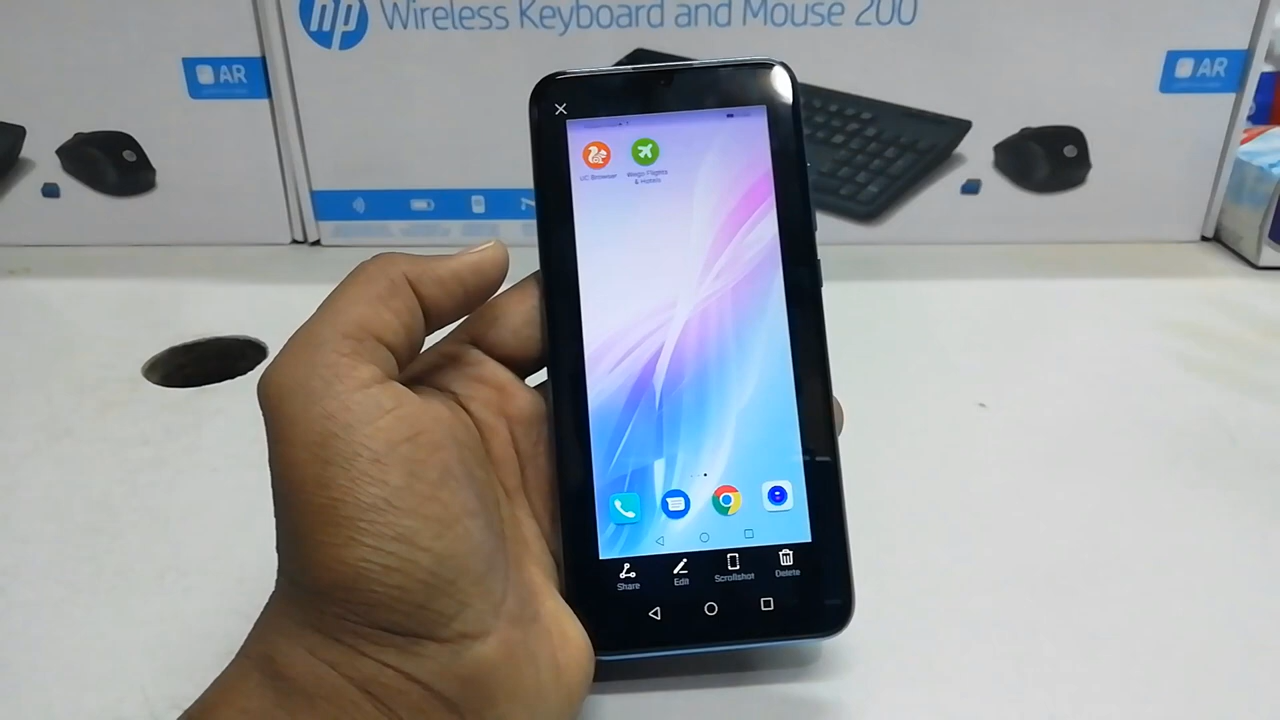 hp Wireless Keyboard and Mouse 200
AR
AR
UC Browser
Wego Flights
& Hotels
Share
Edit
Scrollshot
Delete